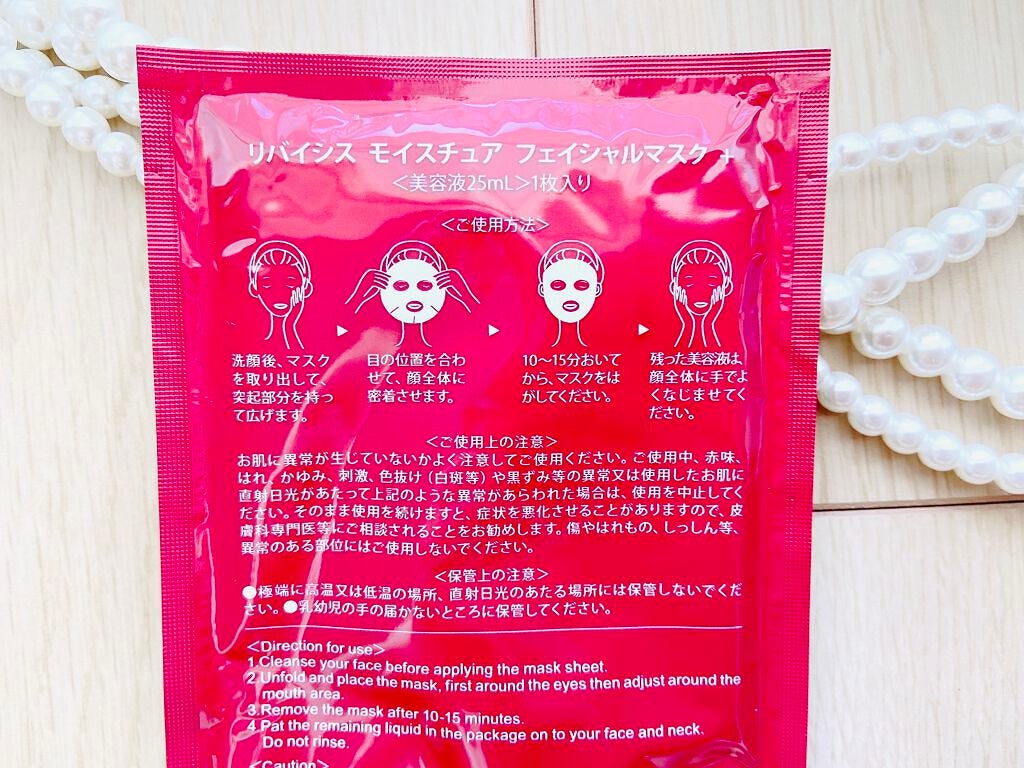 リバイシス モイスチュア フェイシャルマスク +
＜美容液25mL＞1枚入り
＜ご使用方法＞
洗顔後、マスク
を取り出して、
突起部分を持っ
て広げます。
目の位置を合わ
せて、顔全体に
密着させます。
10～15分おいて
から、マスクをは
がしてください。
残った美容液は、
顔全体に手でよ
くなじませてく
ださい。
＜ご使用上の注意＞
お肌に異常が生じていないかよく注意してご使用ください。ご使用中、赤味、
はれ、かゆみ、刺激、色抜け（白斑等）や黒ずみ等の異常又は使用したお肌に
直射日光があたって上記のような異常があらわれた場合は、使用を中止してく
ださい。そのまま使用を続けますと、症状を悪化させることがありますので、皮
膚科専門医等にご相談されることをお勧めします。傷やはれもの、しっしん等、
異常のある部位にはご使用しないでください。
＜保管上の注意＞
●極端に高温又は低温の場所、直射日光のあたる場所には保管しないでくだ
さい。●乳幼児の手の届かないところに保管してください。
＜Direction for use＞
1.Cleanse your face before applying the mask sheet.
2.Unfold and place the mask, first around the eyes then adjust around the
mouth area.
3.Remove the mask after 10-15 minutes.
4.Pat the remaining liquid in the package on to your face and neck.
Do not rinse.
＜Caution＞